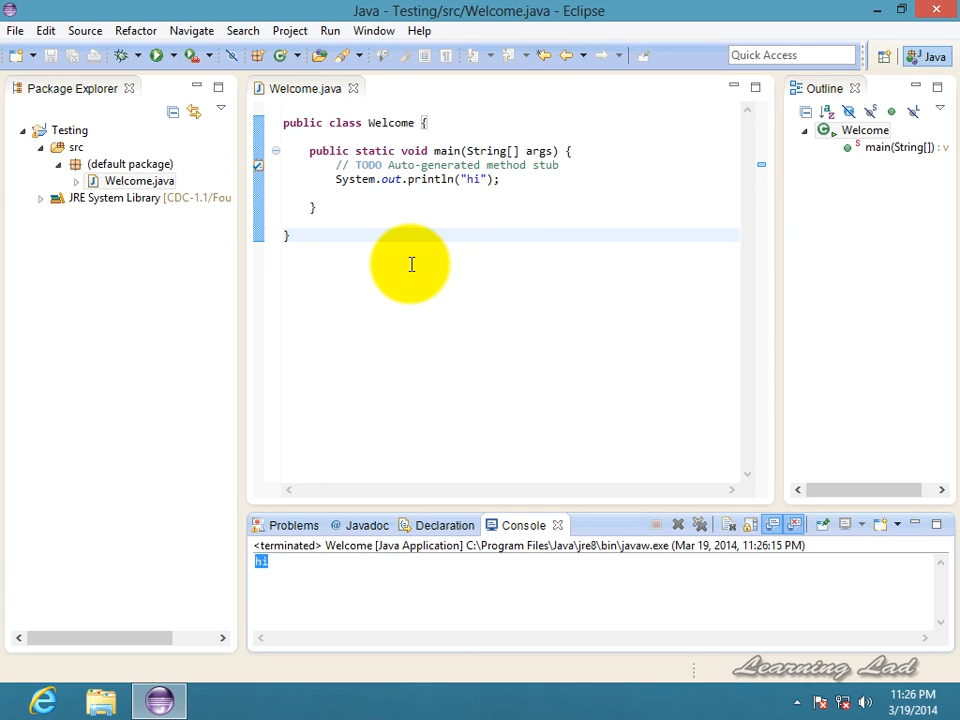 Java - Testing/src/Welcome.java - Eclipse
File Edit Source Refactor Navigate Search Project Run Window Help
Quick Access
Java
Package Explorer
Testing
src
(default package)
Welcome.java
JRE System Library [CDC-1.1/Fou
Welcome.java
public class Welcome {
public static void main(String[] args) {
// TODO Auto-generated method stub
System.out.println("hi");
}
}
Outline
Welcome
main(String[]) : v
Problems Javadoc Declaration Console
<terminated> Welcome [Java Application] C:\Program Files\Java\jre8\bin\javaw.exe (Mar 19, 2014, 11:26:15 PM)
hi
Learning Lad
11:26 PM
3/19/2014